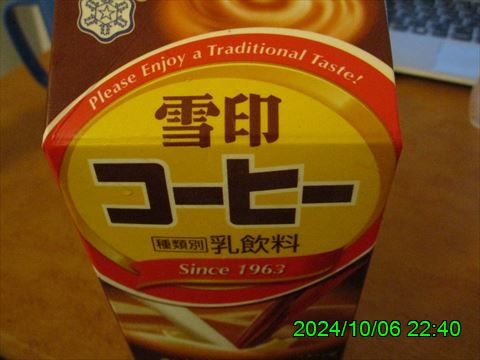 Please Enjoy a Traditional Taste!
雪印
コーヒー
種類別 乳飲料
Since 1963
2024/10/06 22:40